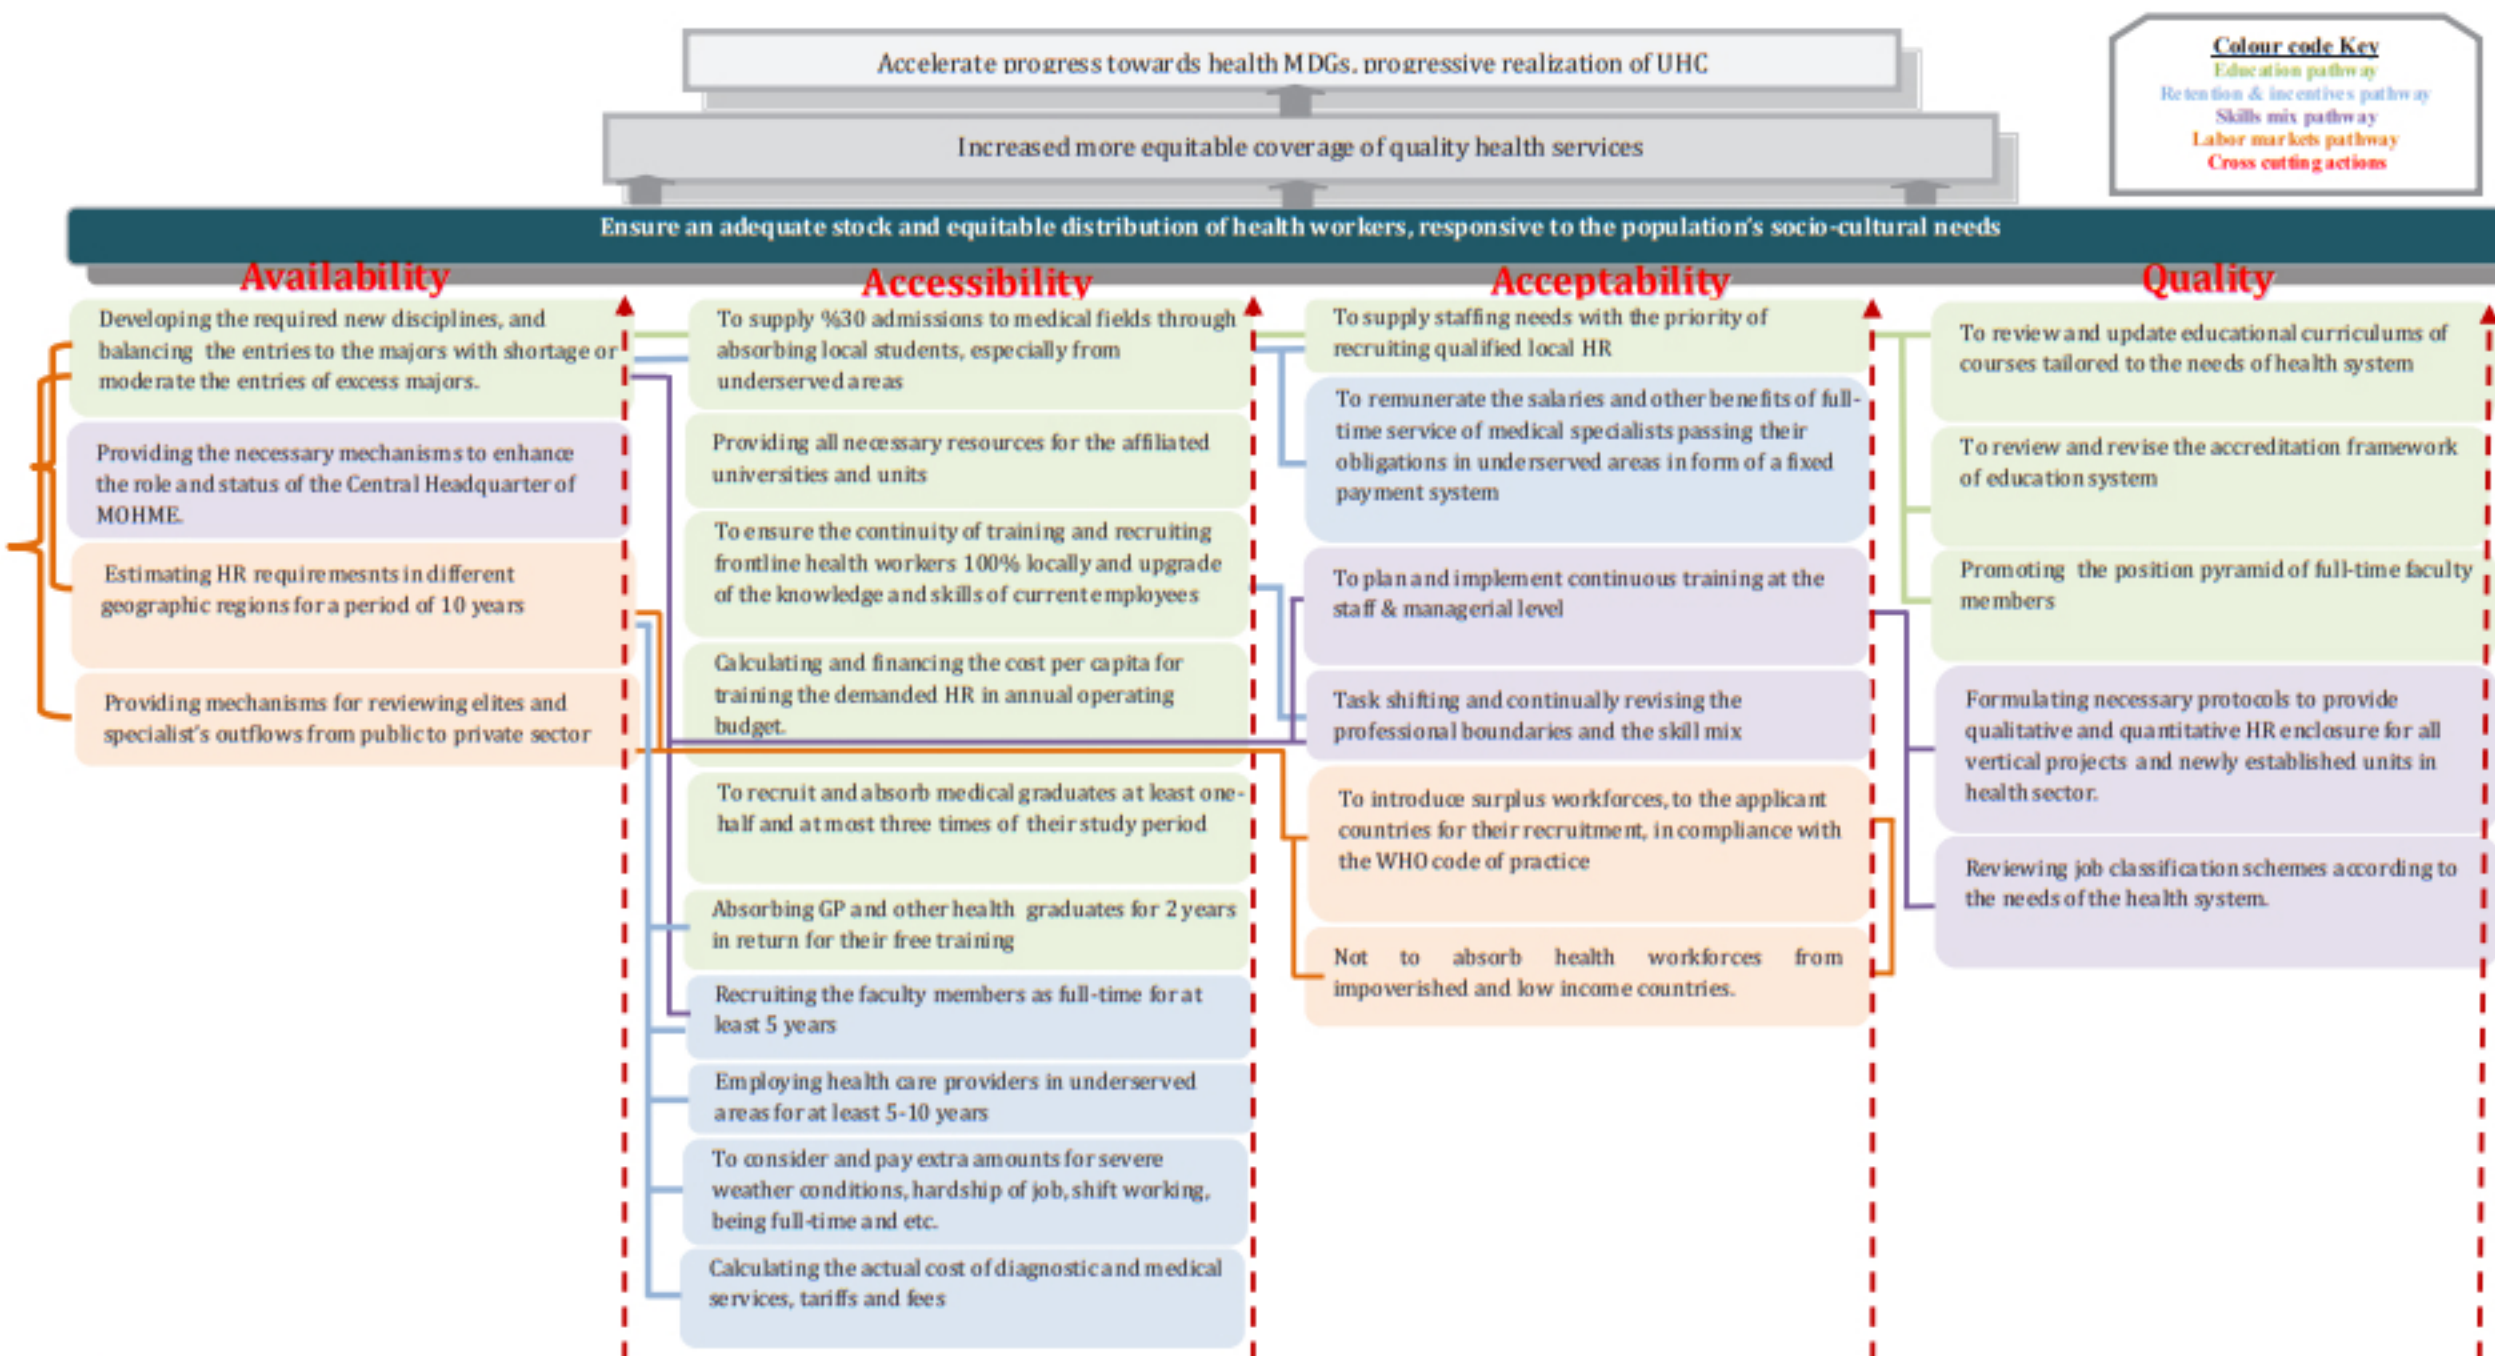 Accelerate progress towards health MDGs, progressive realization of UHC
Increased more equitable coverage of quality health services
Colour code Key
Education pathway
Retention & incentives pathway
Skills mix pathway
Labor markets pathway
Cross cutting actions
Ensure an adequate stock and equitable distribution of health workers, responsive to the population's socio-cultural needs
Availability
Developing the required new disciplines, and
balancing the entries to the majors with shortage or
moderate the entries of excess majors.
Providing the necessary mechanisms to enhance
the role and status of the Central Headquarter of
MOHME.
Estimating HR requiremesnts in different
geographic regions for a period of 10 years
Providing mechanisms for reviewing elites and
specialist's outflows from public to private sector
Accessibility
To supply %30 admissions to medical fields through
absorbing local students, especially from
underserved areas
Providing all necessary resources for the affiliated
universities and units
To ensure the continuity of training and recruiting
frontline health workers 100% locally and upgrade
of the knowledge and skills of current employees
Calculating and financing the cost per capita for
training the demanded HR in annual operating
budget.
To recruit and absorb medical graduates at least one-
half and at most three times of their study period
Absorbing GP and other health graduates for 2 years
in return for their free training
Recruiting the faculty members as full-time for at
least 5 years
Employing health care providers in underserved
areas for at least 5-10 years
To consider and pay extra amounts for severe
weather conditions, hardship of job, shift working,
being full-time and etc.
Calculating the actual cost of diagnostic and medical
services, tariffs and fees
Acceptability
To supply staffing needs with the priority of
recruiting qualified local HR
To remunerate the salaries and other benefits of full-
time service of medical specialists passing their
obligations in underserved areas in form of a fixed
payment system
To plan and implement continuous training at the
staff & managerial level
Task shifting and continually revising the
professional boundaries and the skill mix
To introduce surplus workforces, to the applicant
countries for their recruitment, in compliance with
the WHO code of practice
Not to absorb health workforces from
impoverished and low income countries.
Quality
To review and update educational curriculums of
courses tailored to the needs of health system
To review and revise the accreditation framework
of education system
Promoting the position pyramid of full-time faculty
members
Formulating necessary protocols to provide
qualitative and quantitative HR enclosure for all
vertical projects and newly established units in
health sector.
Reviewing job classification schemes according to
the needs of the health system.